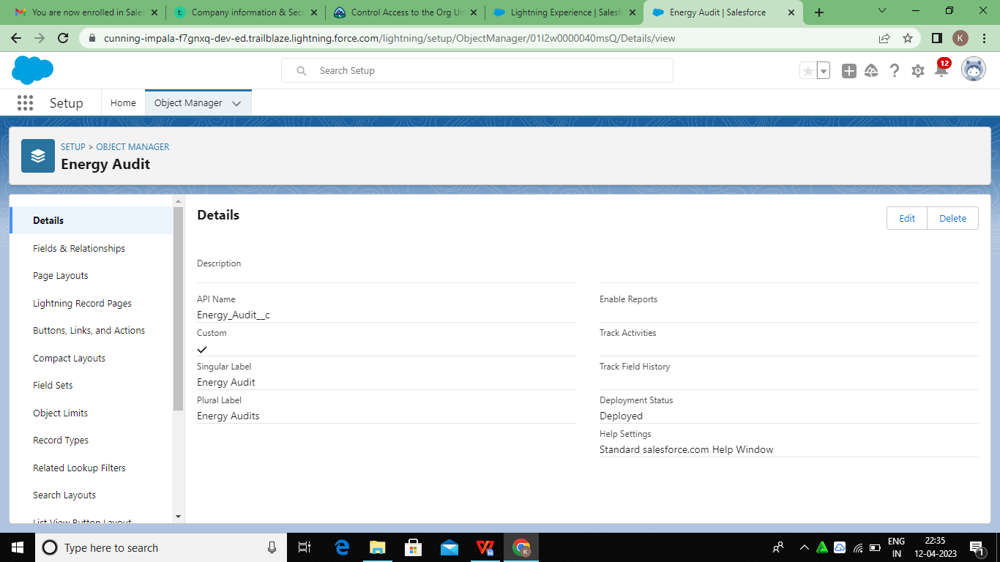 You are now enrolled in Sales
Company information & Secu
Control Access to the Org Un
Lightning Experience | Salesf
Energy Audit | Salesforce
cunning-impala-f7gnxq-dev-ed.trailblaze.lightning.force.com/lightning/setup/ObjectManager/01I2w0000040msQ/Details/view
K
Search Setup
12
Setup
Home
Object Manager
SETUP > OBJECT MANAGER
Energy Audit
Details
Fields & Relationships
Page Layouts
Lightning Record Pages
Buttons, Links, and Actions
Compact Layouts
Field Sets
Object Limits
Record Types
Related Lookup Filters
Search Layouts
List View Button Layout
Details
Edit
Delete
Description
API Name
Energy_Audit__c
Custom
Singular Label
Energy Audit
Plural Label
Energy Audits
Enable Reports
Track Activities
Track Field History
Deployment Status
Deployed
Help Settings
Standard salesforce.com Help Window
Type here to search
K
ENG
IN
22:35
12-04-2023
1